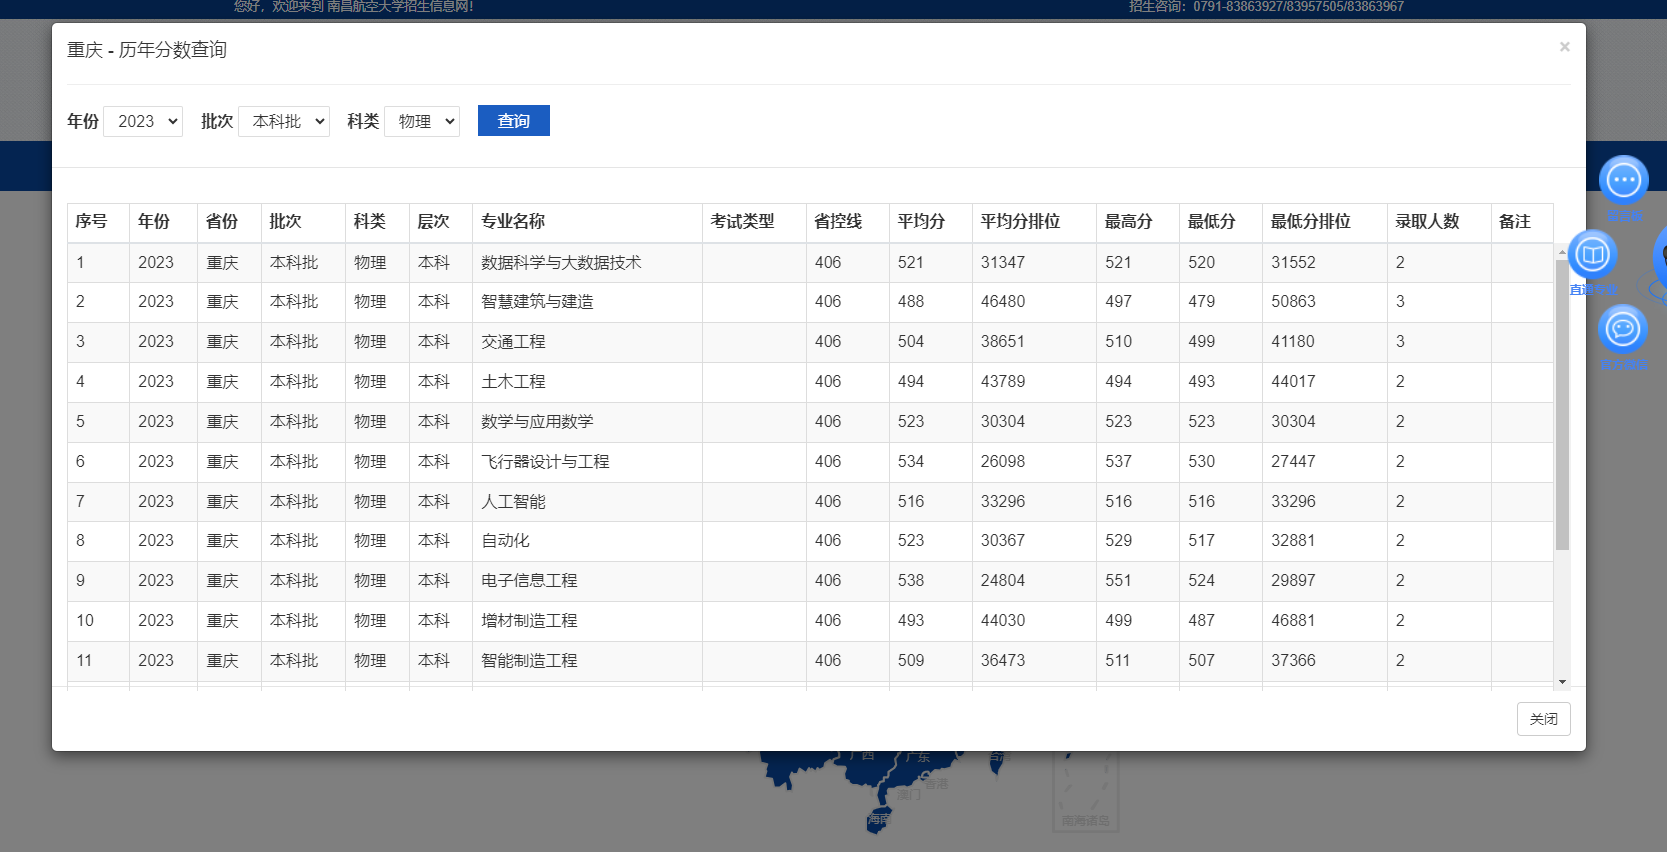 您好，欢迎来到 南昌航空大学招生信息网！ 招生咨询：0791-83863927/83957505/83863967
重庆 - 历年分数查询 ×
年份 2023 批次 本科批 科类 物理 查询
序号 年份 省份 批次 科类 层次 专业名称 考试类型 省控线 平均分 平均分排位 最高分 最低分 最低分排位 录取人数 备注
1 2023 重庆 本科批 物理 本科 数据科学与大数据技术 406 521 31347 521 520 31552 2
2 2023 重庆 本科批 物理 本科 智慧建筑与建造 406 488 46480 497 479 50863 3
3 2023 重庆 本科批 物理 本科 交通工程 406 504 38651 510 499 41180 3
4 2023 重庆 本科批 物理 本科 土木工程 406 494 43789 494 493 44017 2
5 2023 重庆 本科批 物理 本科 数学与应用数学 406 523 30304 523 523 30304 2
6 2023 重庆 本科批 物理 本科 飞行器设计与工程 406 534 26098 537 530 27447 2
7 2023 重庆 本科批 物理 本科 人工智能 406 516 33296 516 516 33296 2
8 2023 重庆 本科批 物理 本科 自动化 406 523 30367 529 517 32881 2
9 2023 重庆 本科批 物理 本科 电子信息工程 406 538 24804 551 524 29897 2
10 2023 重庆 本科批 物理 本科 增材制造工程 406 493 44030 499 487 46881 2
11 2023 重庆 本科批 物理 本科 智能制造工程 406 509 36473 511 507 37366 2
关闭
广西 广东 台湾
香港
澳门
海南 南海诸岛